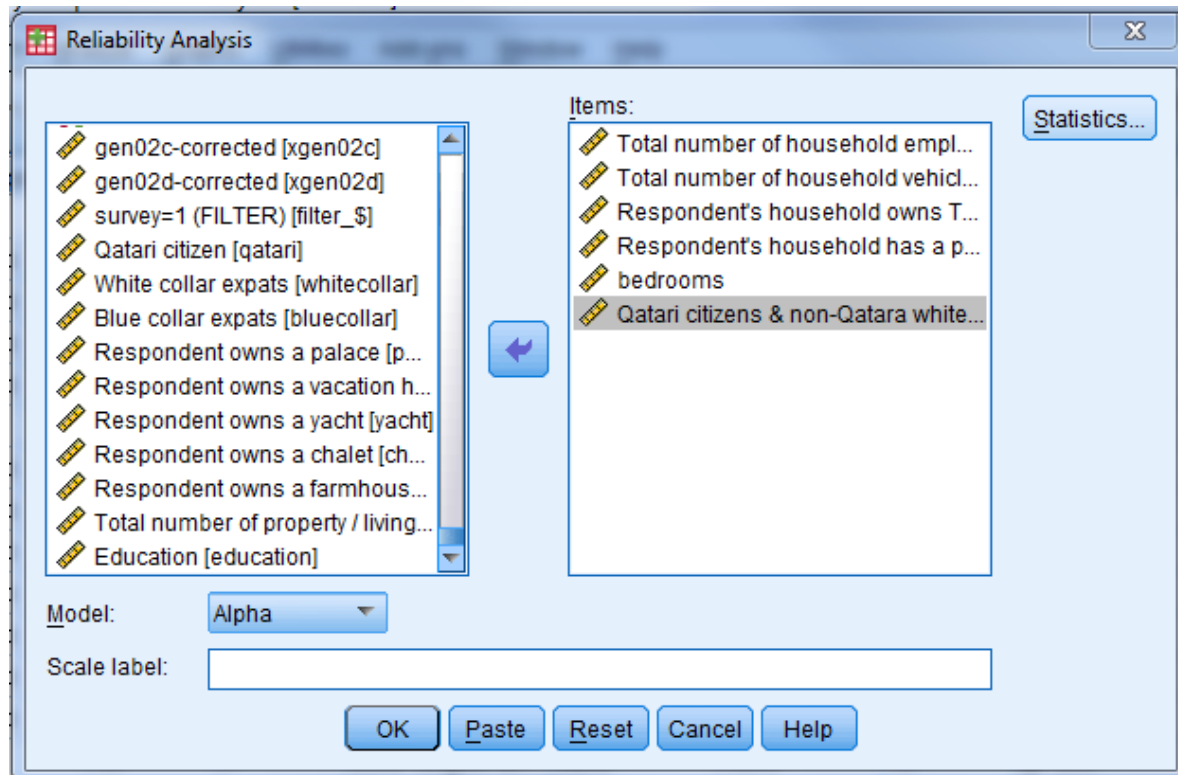 Reliability Analysis
Items:
Statistics...
gen02c-corrected [xgen02c]
gen02d-corrected [xgen02d]
survey=1 (FILTER) [filter_$]
Qatari citizen [qatari]
White collar expats [whitecollar]
Blue collar expats [bluecollar]
Respondent owns a palace [p...
Respondent owns a vacation h...
Respondent owns a yacht [yacht]
Respondent owns a chalet [ch...
Respondent owns a farmhous...
Total number of property / living...
Education [education]
Total number of household empl...
Total number of household vehicl...
Respondent's household owns T...
Respondent's household has a p...
bedrooms
Qatari citizens & non-Qatara white...
Model:
Alpha
Scale label:
OK
Paste
Reset
Cancel
Help